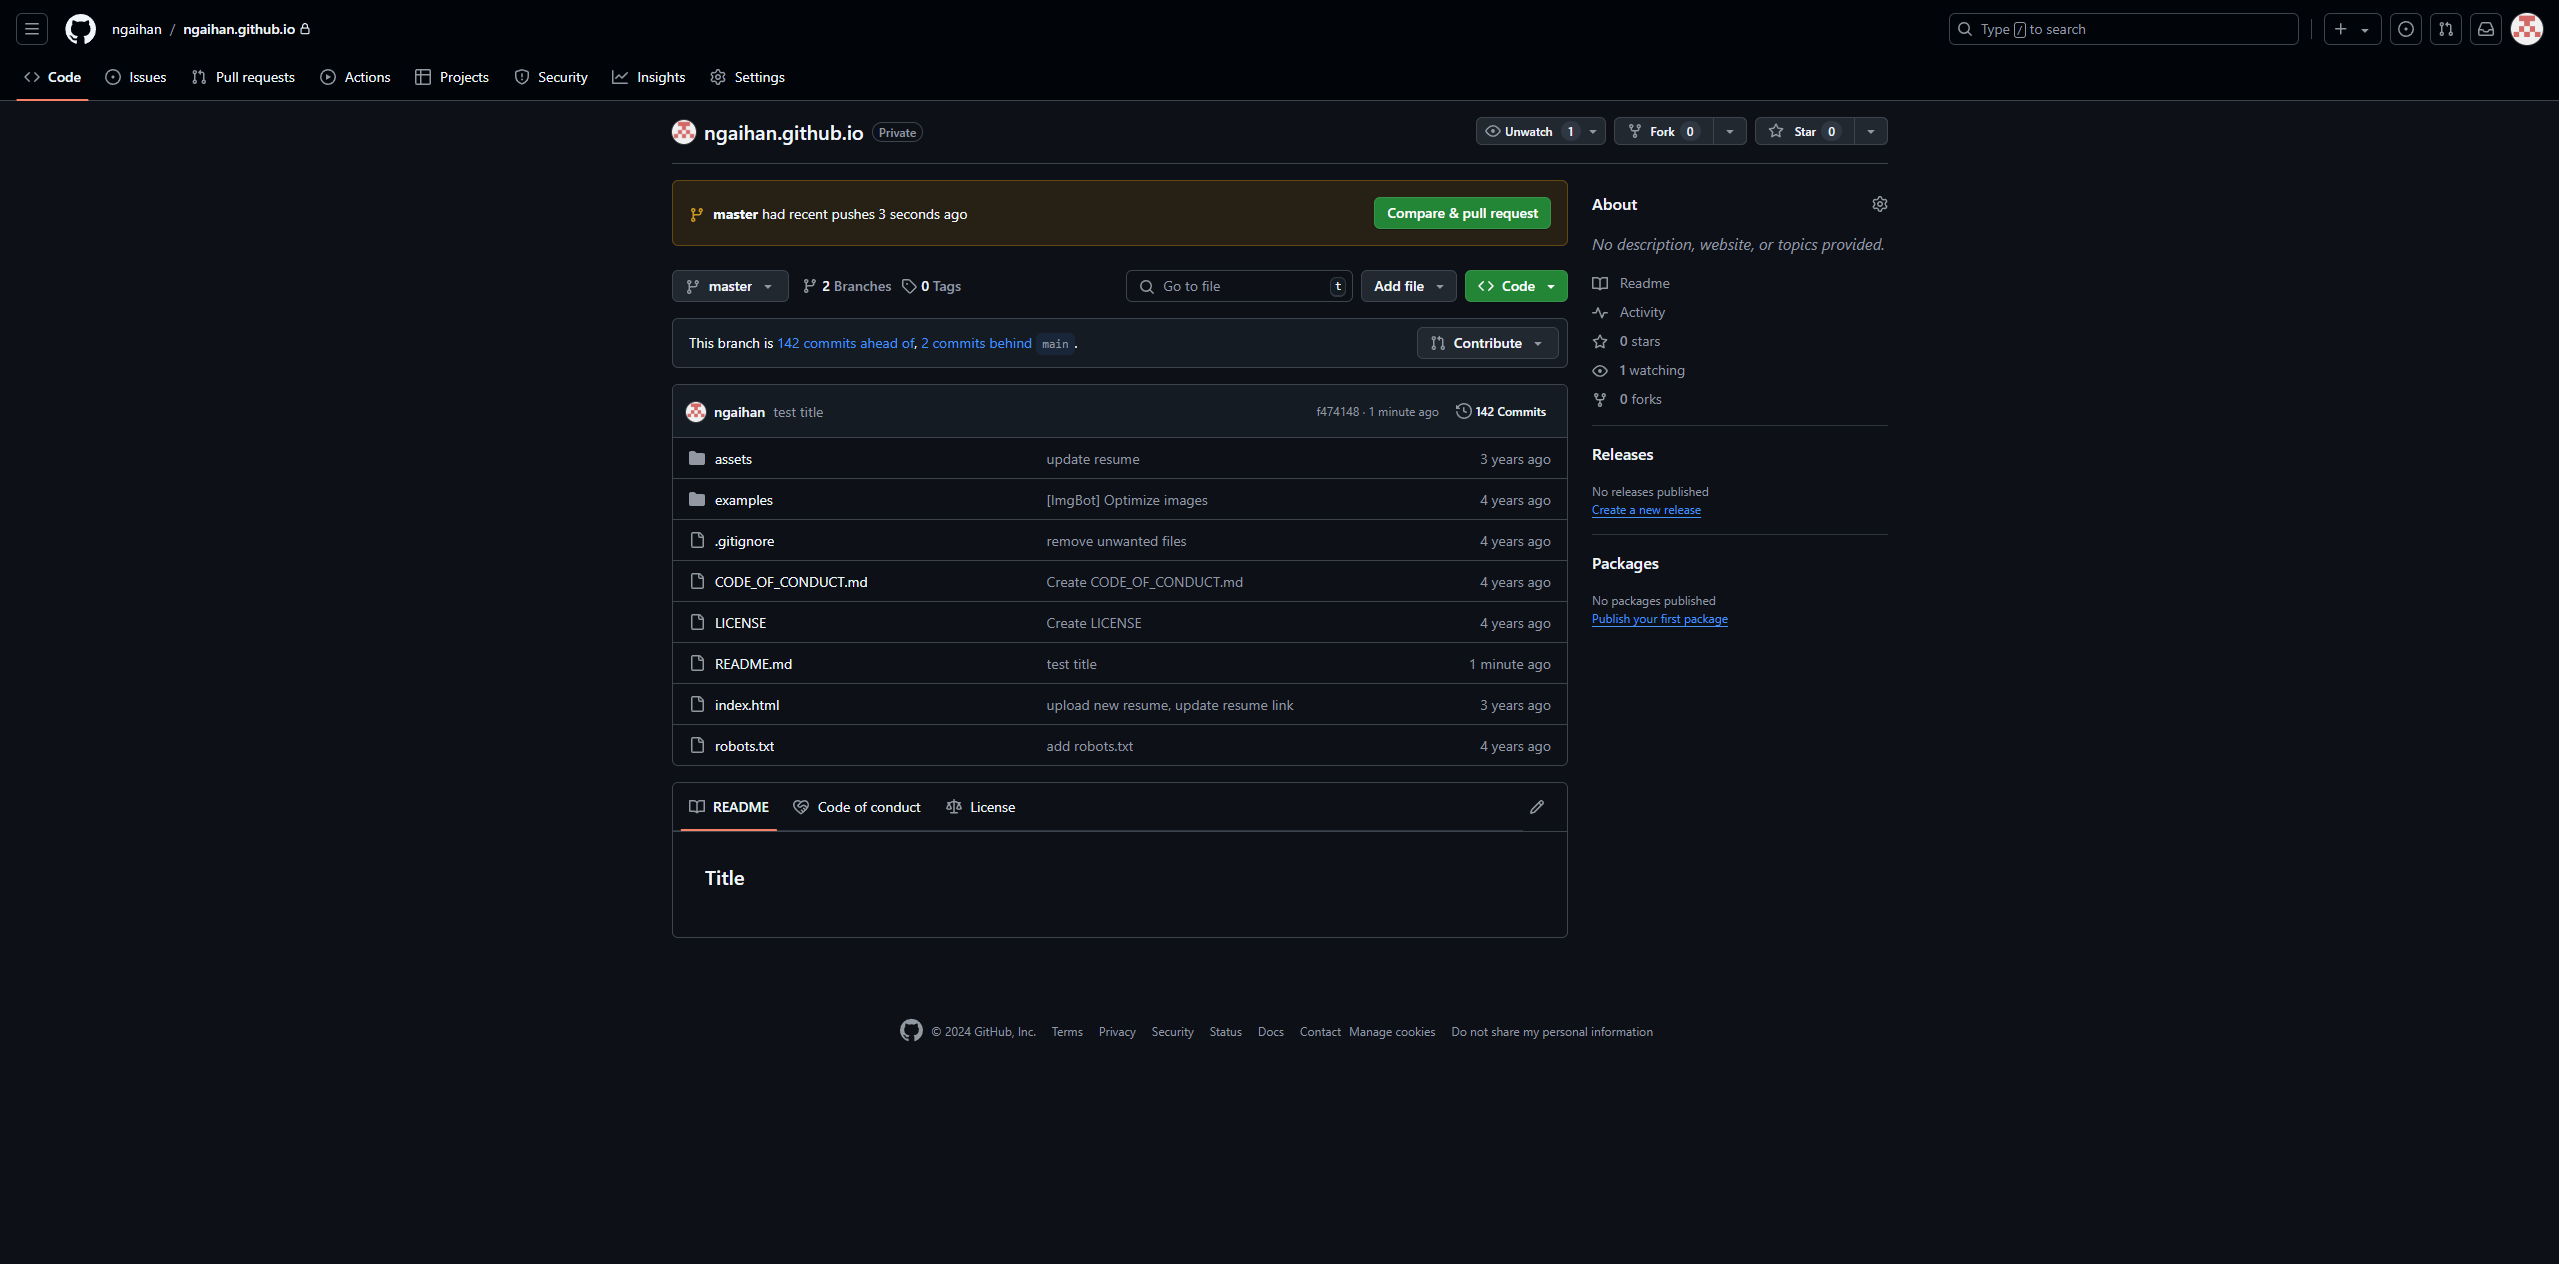 ngaihan / ngaihan.github.io
Type / to search
Code Issues Pull requests Actions Projects Security Insights Settings
ngaihan.github.io Private
Unwatch 1 Fork 0 Star 0
master had recent pushes 3 seconds ago
Compare & pull request
master 2 Branches 0 Tags
Go to file t
Add file
Code
This branch is 142 commits ahead of, 2 commits behind main .
Contribute
ngaihan test title f474148 · 1 minute ago 142 Commits
assets update resume 3 years ago
examples [ImgBot] Optimize images 4 years ago
.gitignore remove unwanted files 4 years ago
CODE_OF_CONDUCT.md Create CODE_OF_CONDUCT.md 4 years ago
LICENSE Create LICENSE 4 years ago
README.md test title 1 minute ago
index.html upload new resume, update resume link 3 years ago
robots.txt add robots.txt 4 years ago
README Code of conduct License
Title
About
No description, website, or topics provided.
Readme
Activity
0 stars
1 watching
0 forks
Releases
No releases published
Create a new release
Packages
No packages published
Publish your first package
© 2024 GitHub, Inc. Terms Privacy Security Status Docs Contact Manage cookies Do not share my personal information